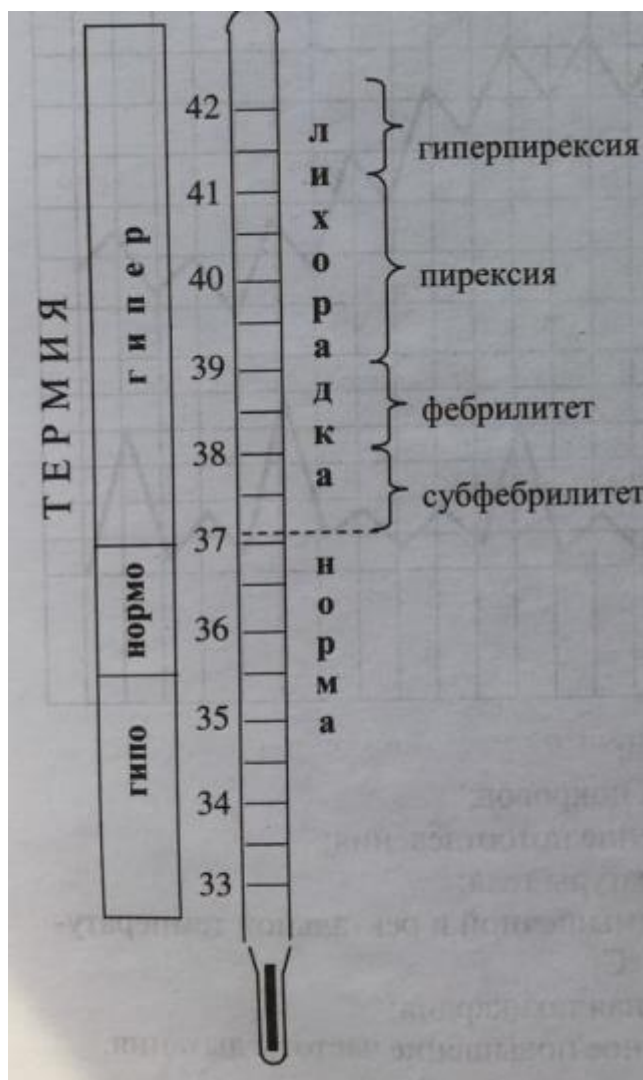 ТЕРМИЯ
гипер
нормо
гипо
42
41
40
39
38
37
36
35
34
33
лихорадка
норма
гиперпирексия
пирексия
фебрилитет
субфебрилитет